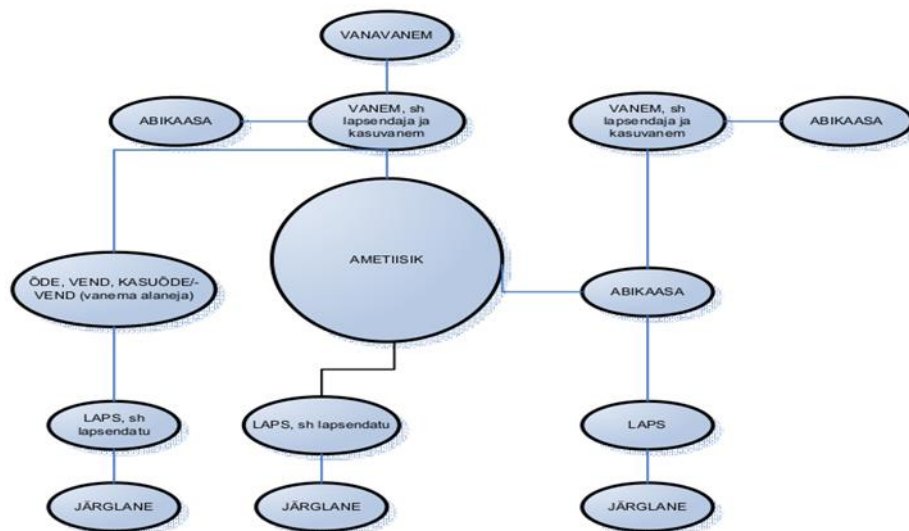 VANAVANEM
ABIKAASA
VANEM, sh
lapsendaja ja
kasuvanem
VANEM, sh
lapsendaja ja
kasuvanem
ABIKAASA
AMETIISIK
ÕDE, VEND, KASUÕDE/-
VEND (vanema alaneja)
ABIKAASA
LAPS, sh
lapsendatu
LAPS, sh lapsendatu
LAPS
JÄRGLANE
JÄRGLANE
JÄRGLANE